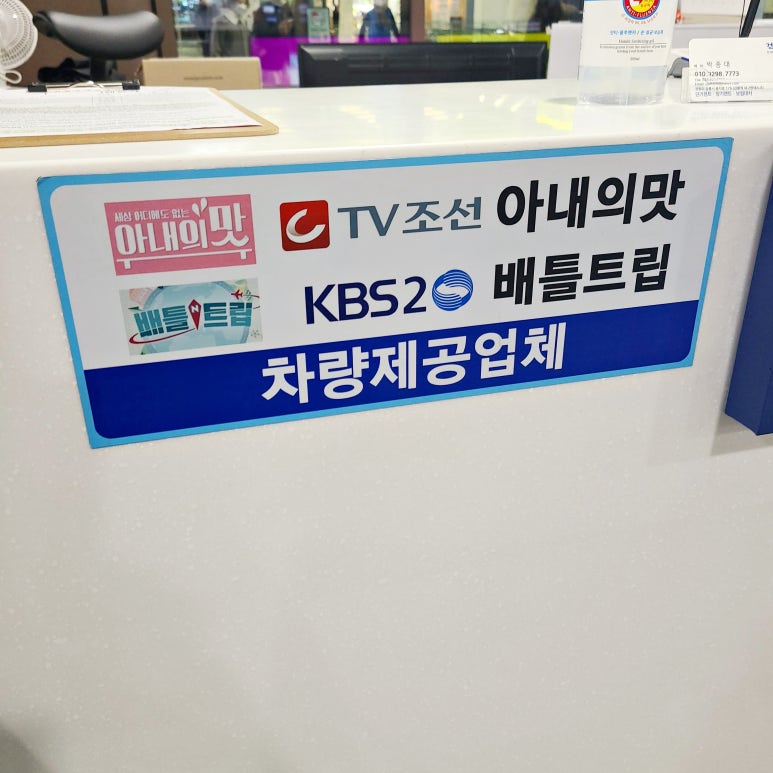 세상 어디에도 없는
아내의 맛
TV조선 아내의맛
배틀트립
KBS2 배틀트립
차량제공업체
박종대
010.3298.7773